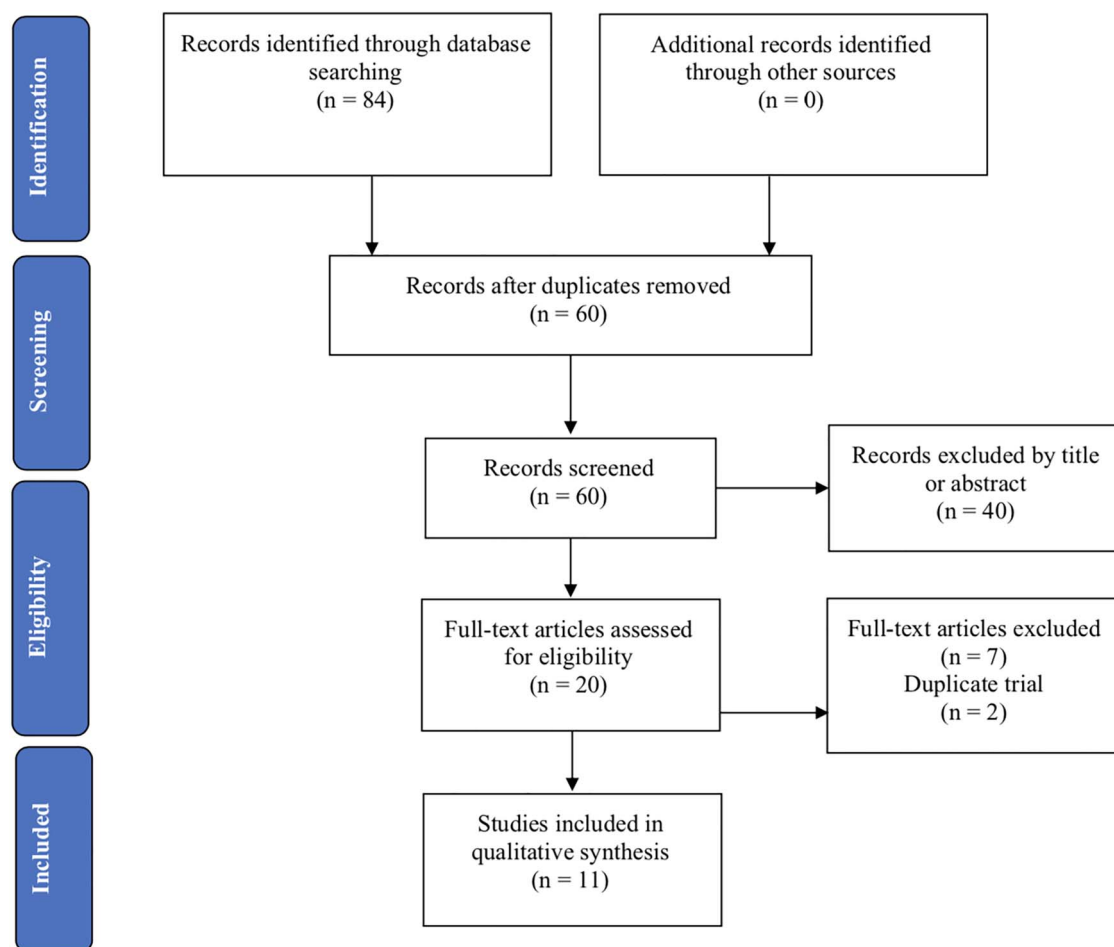 Identification
Records identified through database
searching
(n = 84)
Additional records identified
through other sources
(n = 0)
Screening
Records after duplicates removed
(n = 60)
Records screened
(n = 60)
Records excluded by title
or abstract
(n = 40)
Eligibility
Full-text articles assessed
for eligibility
(n = 20)
Full-text articles excluded
(n = 7)
Duplicate trial
(n = 2)
Included
Studies included in
qualitative synthesis
(n = 11)